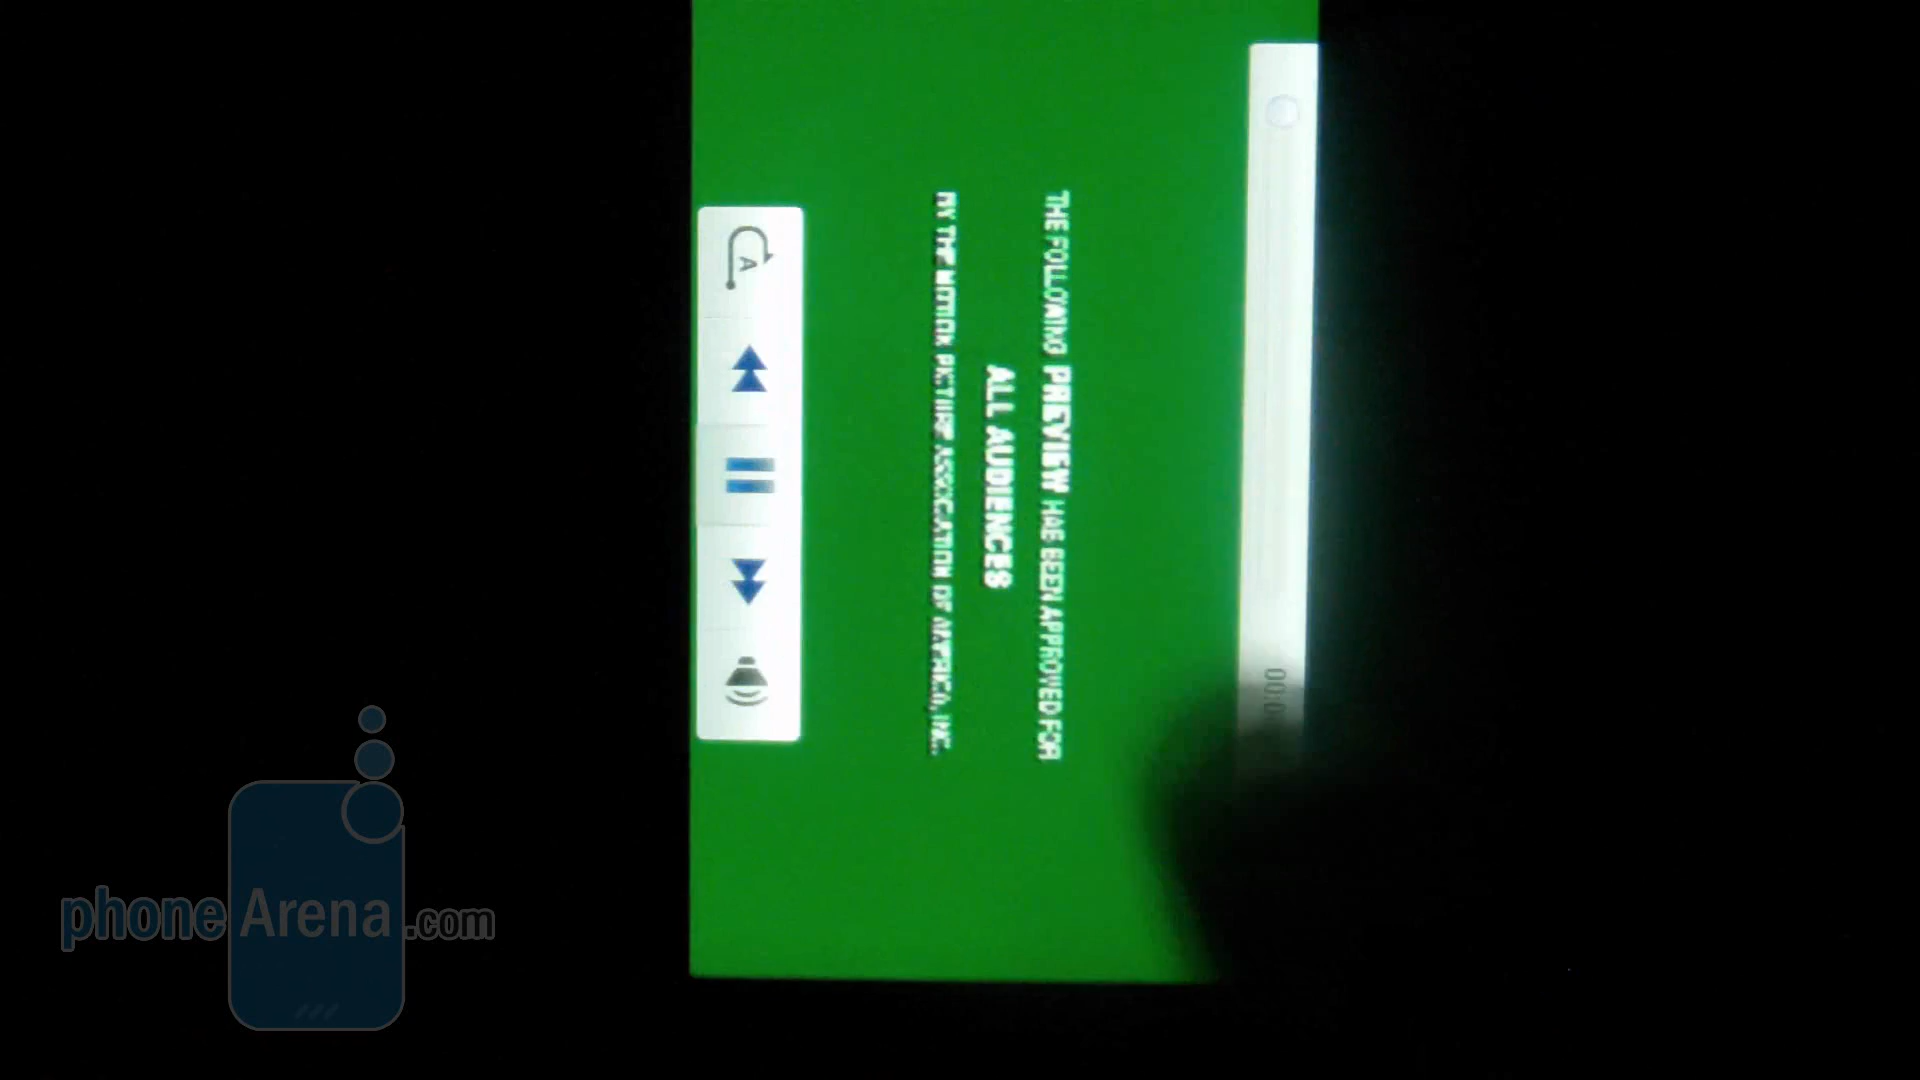 THE FOLLOWING PREVIEW HAS BEEN APPROVED FOR
ALL AUDIENCES
BY THE MOTION PICTURE ASSOCIATION OF AMERICA, INC.
A
phoneArena.com